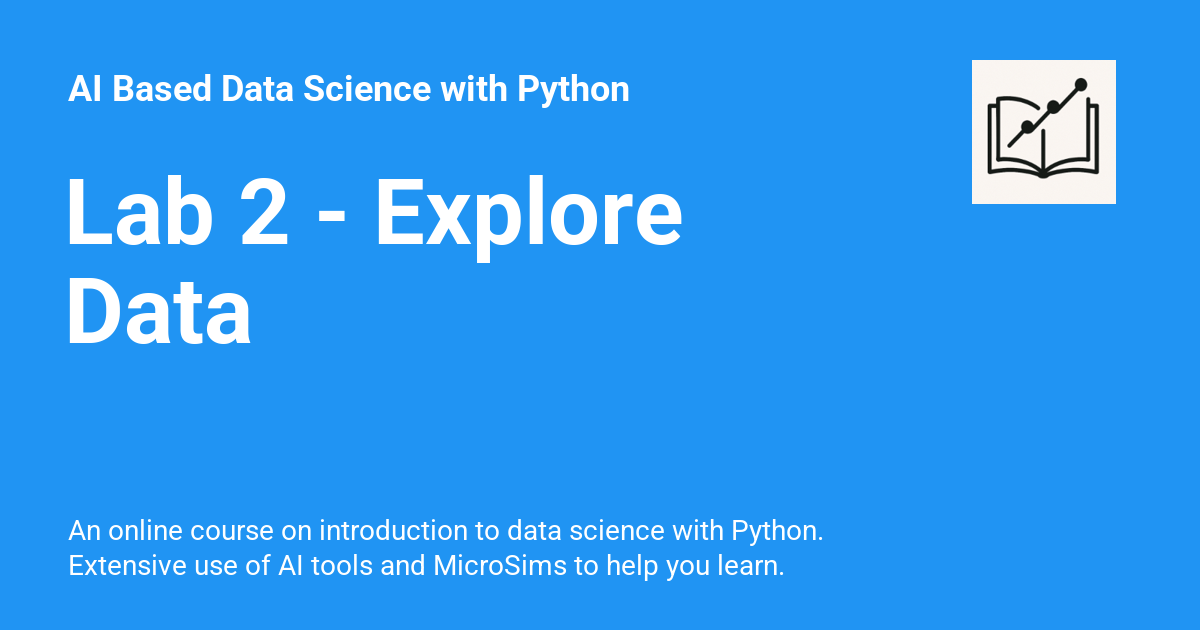 AI Based Data Science with Python
Lab 2 - Explore
Data
An online course on introduction to data science with Python.
Extensive use of AI tools and MicroSims to help you learn.